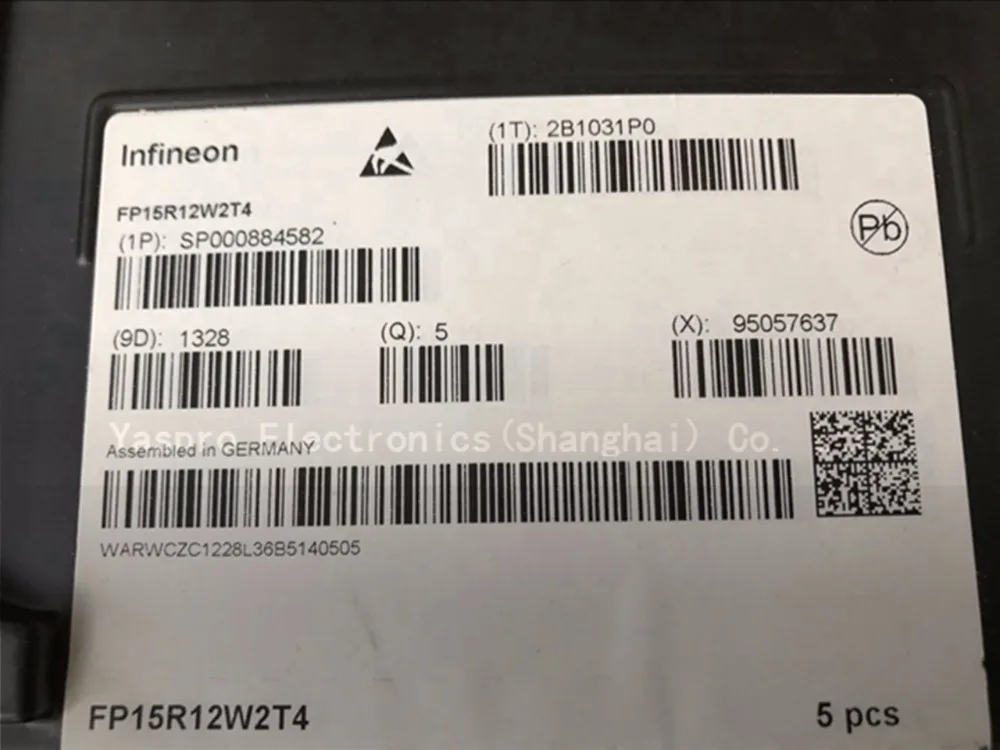 Infineon
(1T): 2B1031P0
FP15R12W2T4
(1P): SP000884582
Pb
(9D): 1328
(Q): 5
(X): 95057637
Yaspro Electronics(Shanghai) Co.
Assembled in GERMANY
WARWCZC1228L36B5140505
FP15R12W2T4
5 pcs